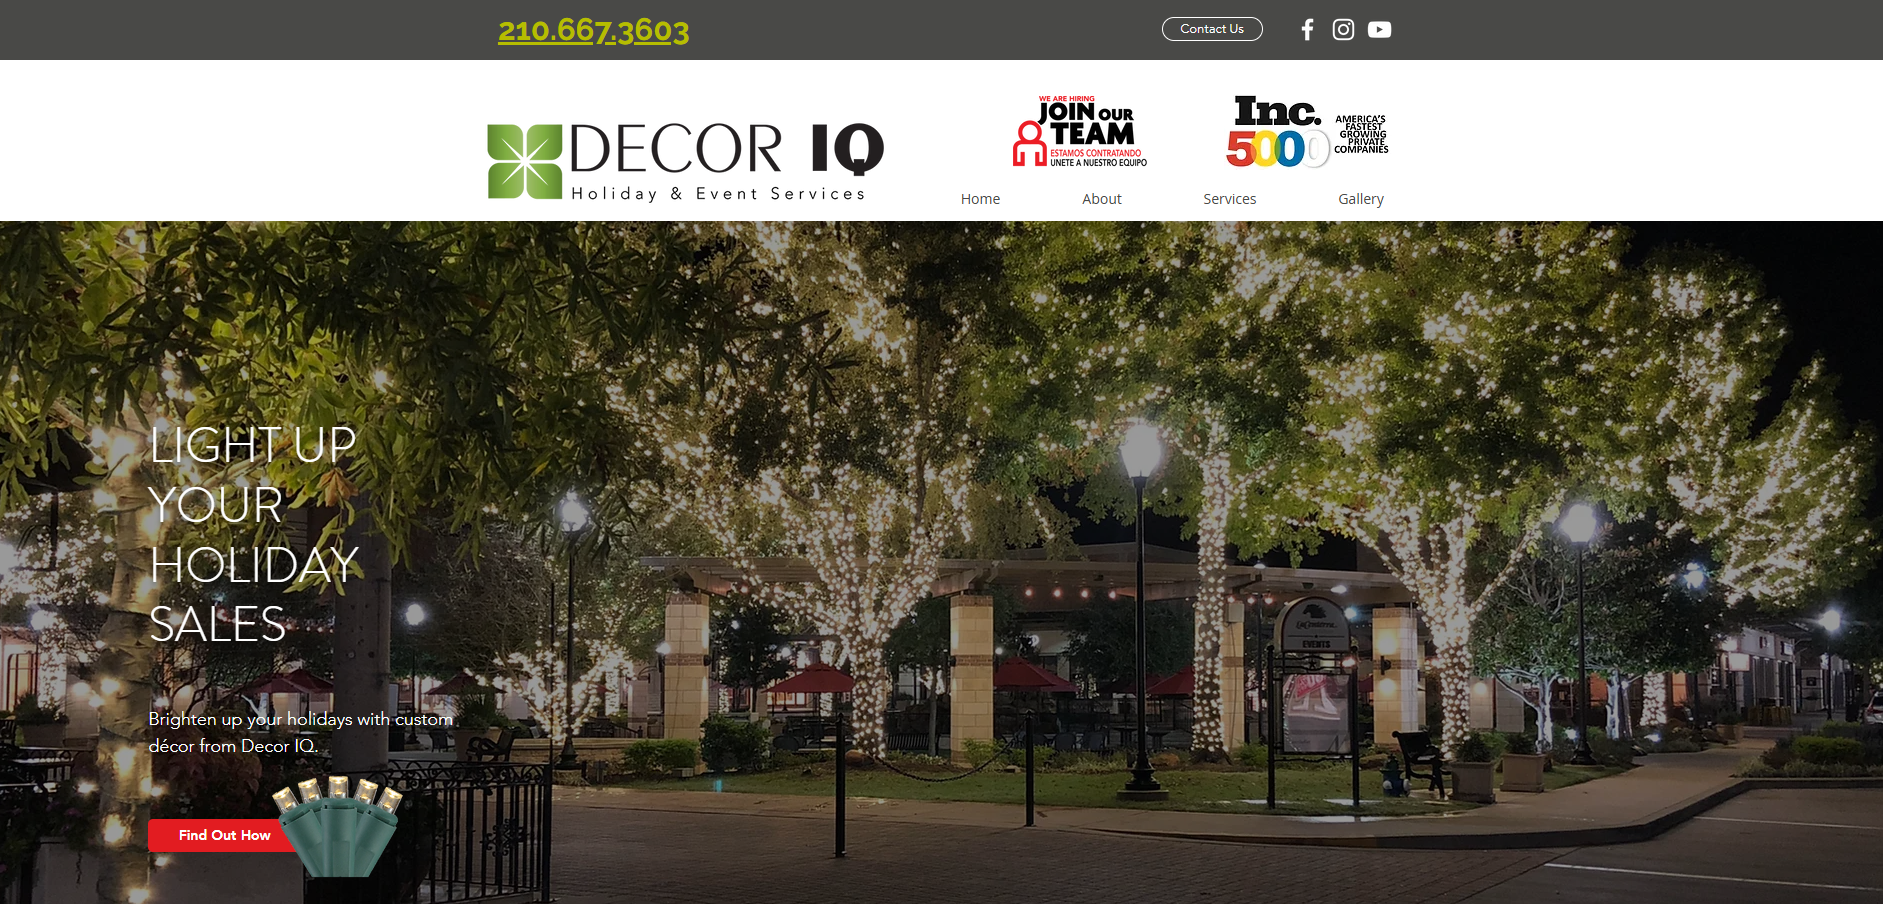 210.667.3603
Contact Us
WE ARE HIRING
JOIN OUR
TEAM
ESTAMOS CONTRATANDO
UNETE A NUESTRO EQUIPO
Inc.
5000
AMERICA'S
FASTEST
GROWING
PRIVATE
COMPANIES
DECOR IQ
Holiday & Event Services
Home
About
Services
Gallery
LIGHT UP
YOUR
HOLIDAY
SALES
Brighten up your holidays with custom
décor from Decor IQ.
Find Out How
LaCenterra
EVENTS